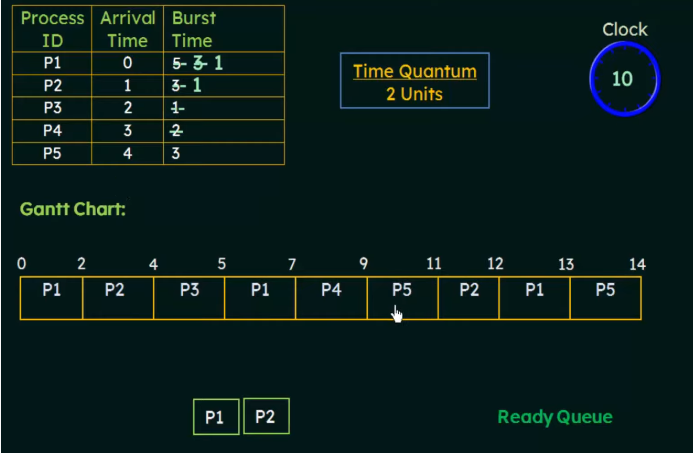 Process Arrival Burst
ID Time Time
P1 0 5 3 1
P2 1 3 1
P3 2 1
P4 3 2
P5 4 3
Clock
10
Time Quantum
2 Units
Gantt Chart:
0 2 4 5 7 9 11 12 13 14
P1 P2 P3 P1 P4 P5 P2 P1 P5
P1 P2
Ready Queue